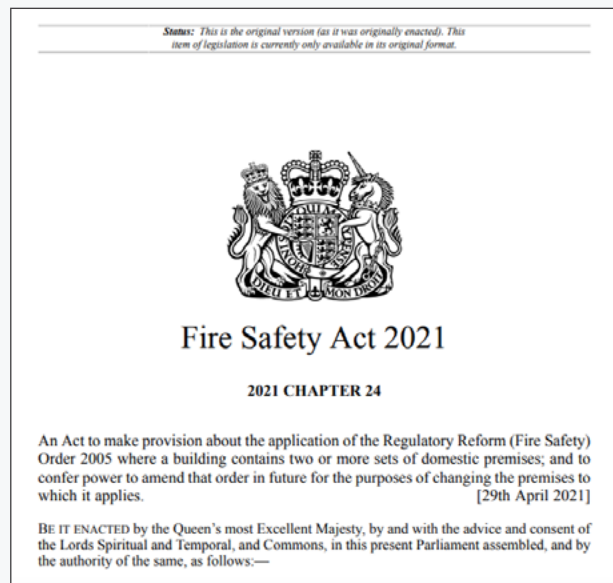 Status: This is the original version (as it was originally enacted). This
item of legislation is currently only available in its original format.
QUI MAL Y PENSE
HONI
DIEU ET MON DROIT
Fire Safety Act 2021
2021 CHAPTER 24
An Act to make provision about the application of the Regulatory Reform (Fire Safety)
Order 2005 where a building contains two or more sets of domestic premises; and to
confer power to amend that order in future for the purposes of changing the premises to
which it applies. [29th April 2021]
BE IT ENACTED by the Queen’s most Excellent Majesty, by and with the advice and consent of
the Lords Spiritual and Temporal, and Commons, in this present Parliament assembled, and by
the authority of the same, as follows:—